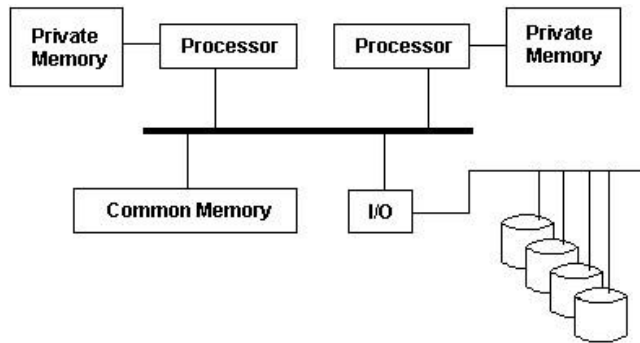 Private
Memory
Processor
Processor
Private
Memory
Common Memory
I/O